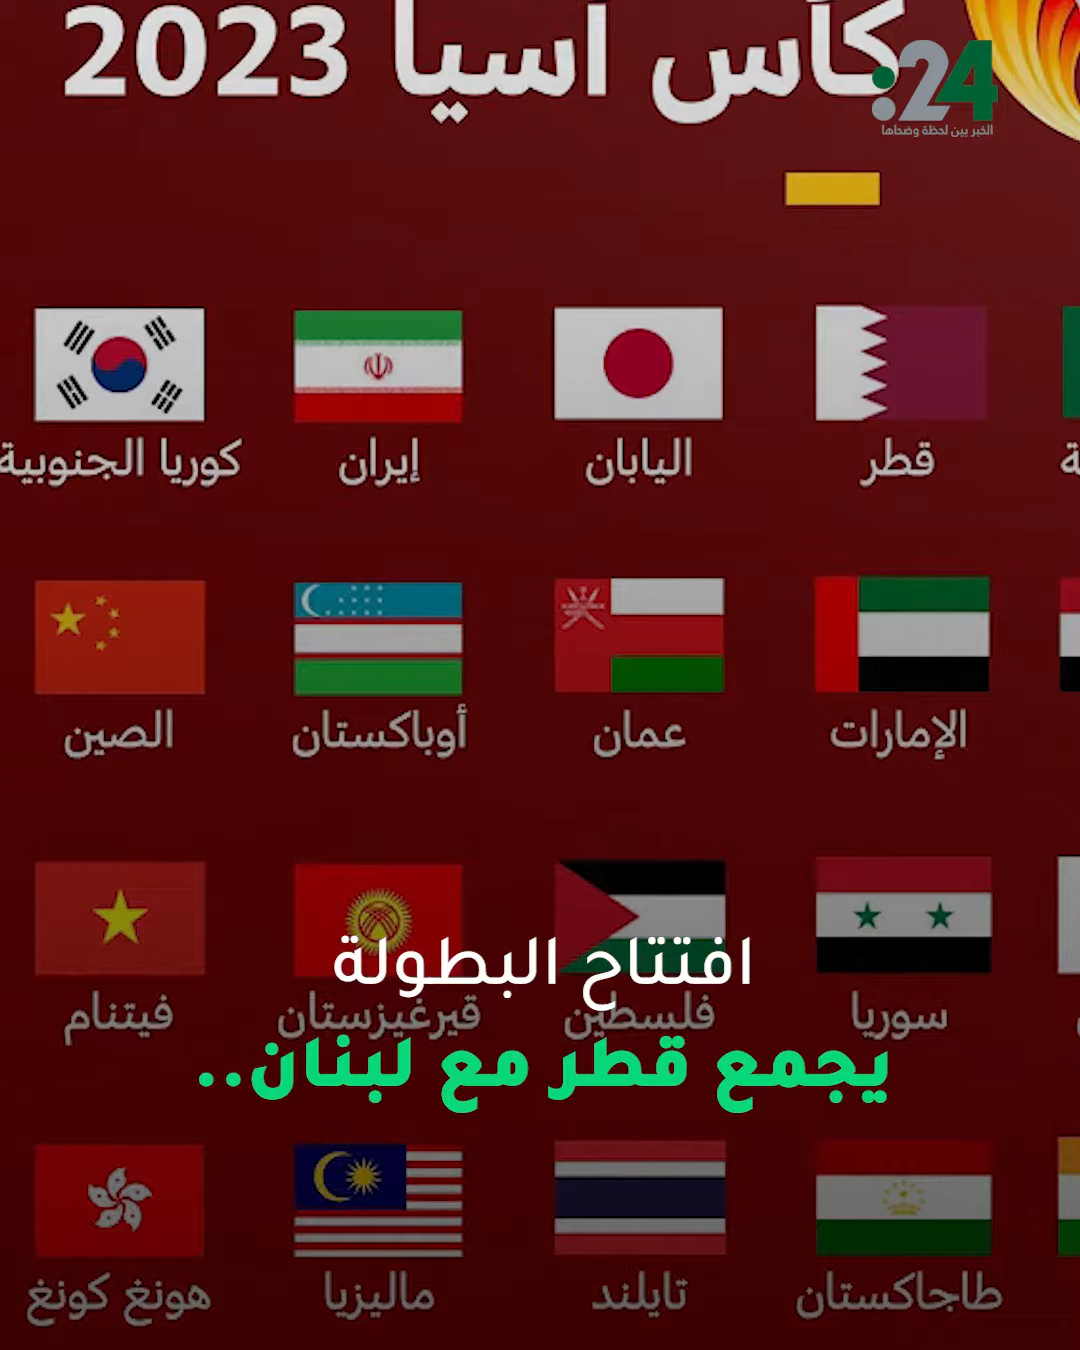 كأس آسيا 2023
:24
الخبر بين لحظة وضحاها
قطر
اليابان
إيران
كوريا الجنوبية
الإمارات
عمان
أوباكستان
الصين
افتتاح البطولة
سوريا
فلسطين
قيرغيزستان
فيتنام
يجمع قطر مع لبنان..
طاجاكستان
تايلند
ماليزيا
هونغ كونغ